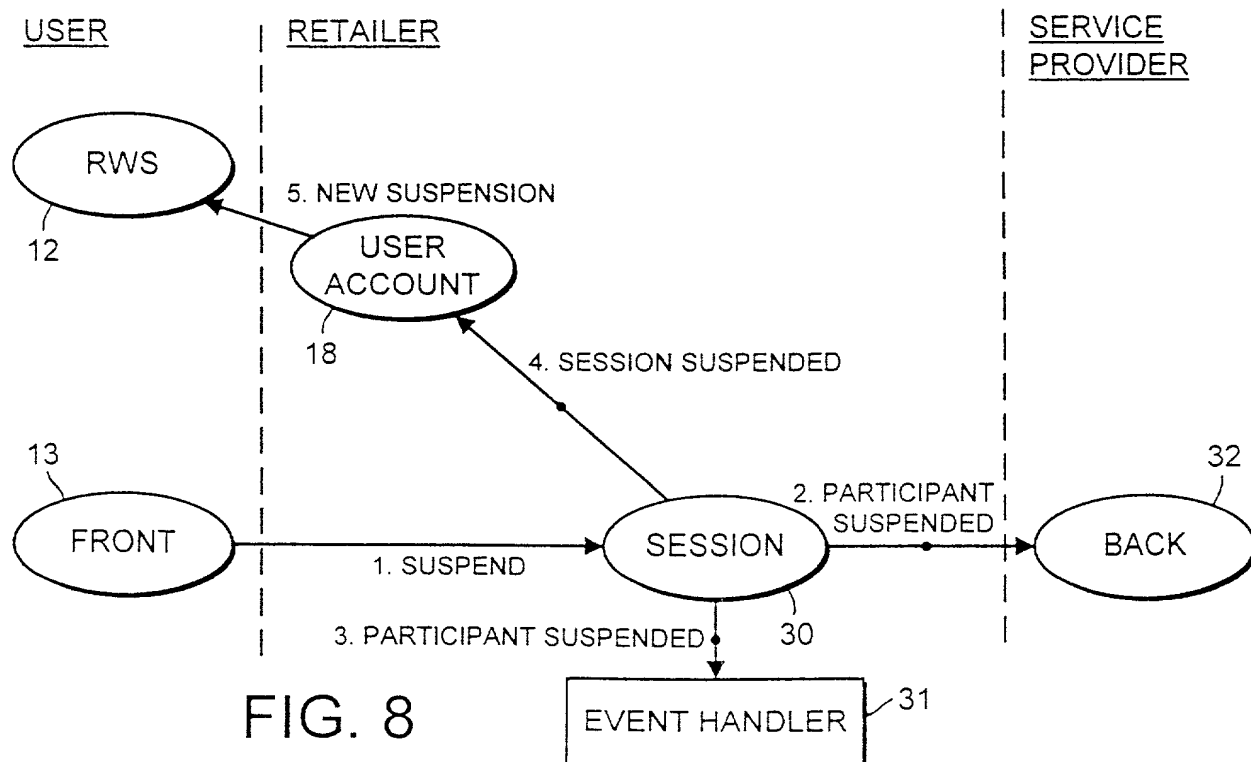 USER
RETAILER
SERVICE
PROVIDER
RWS
12
5. NEW SUSPENSION
USER
ACCOUNT
18
4. SESSION SUSPENDED
13
FRONT
1. SUSPEND
SESSION
30
2. PARTICIPANT
SUSPENDED
32
BACK
3. PARTICIPANT SUSPENDED
EVENT HANDLER
31
FIG. 8